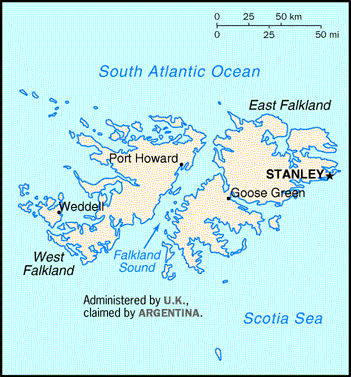 0 25 50 km
0 25 50 mi
South Atlantic Ocean
East Falkland
Port Howard
STANLEY
Goose Green
Weddell
West
Falkland
Falkland
Sound
Administered by U.K.,
claimed by ARGENTINA.
Scotia Sea